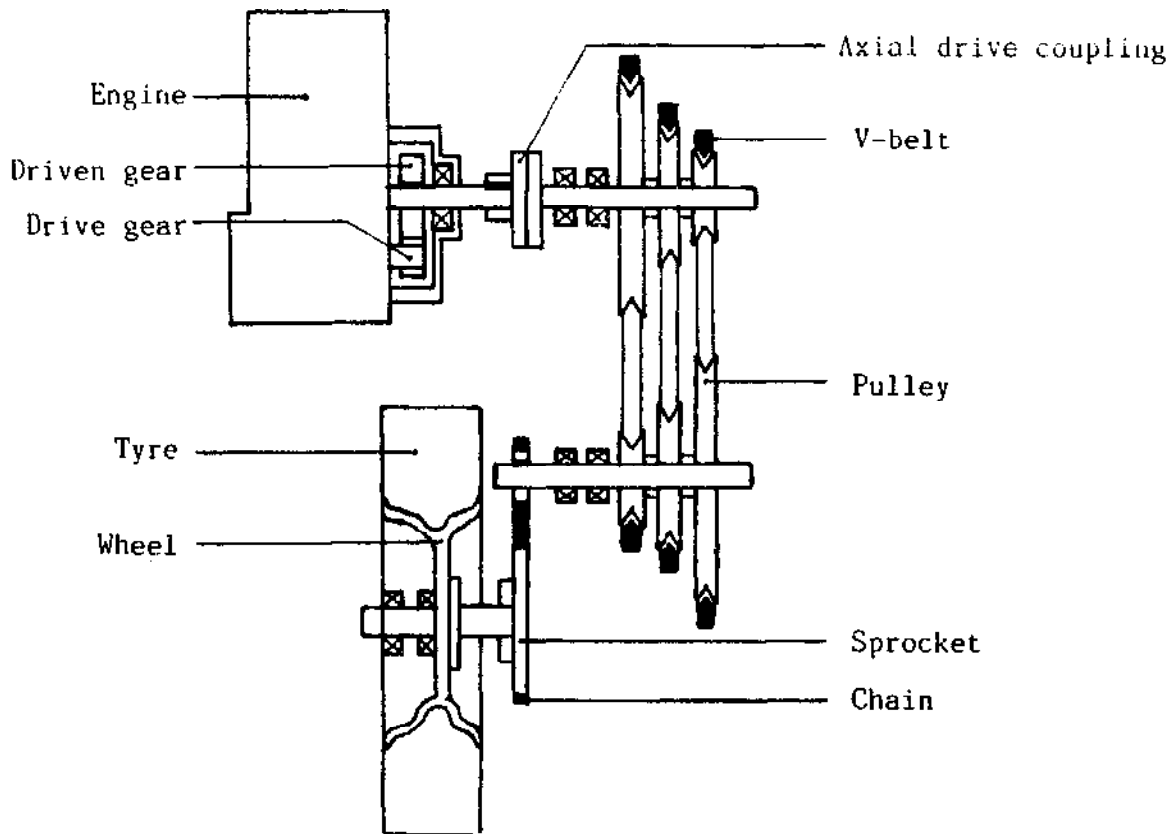 Axial drive coupling
Engine
V-belt
Driven gear
Drive gear
Pulley
Tyre
Wheel
Sprocket
Chain